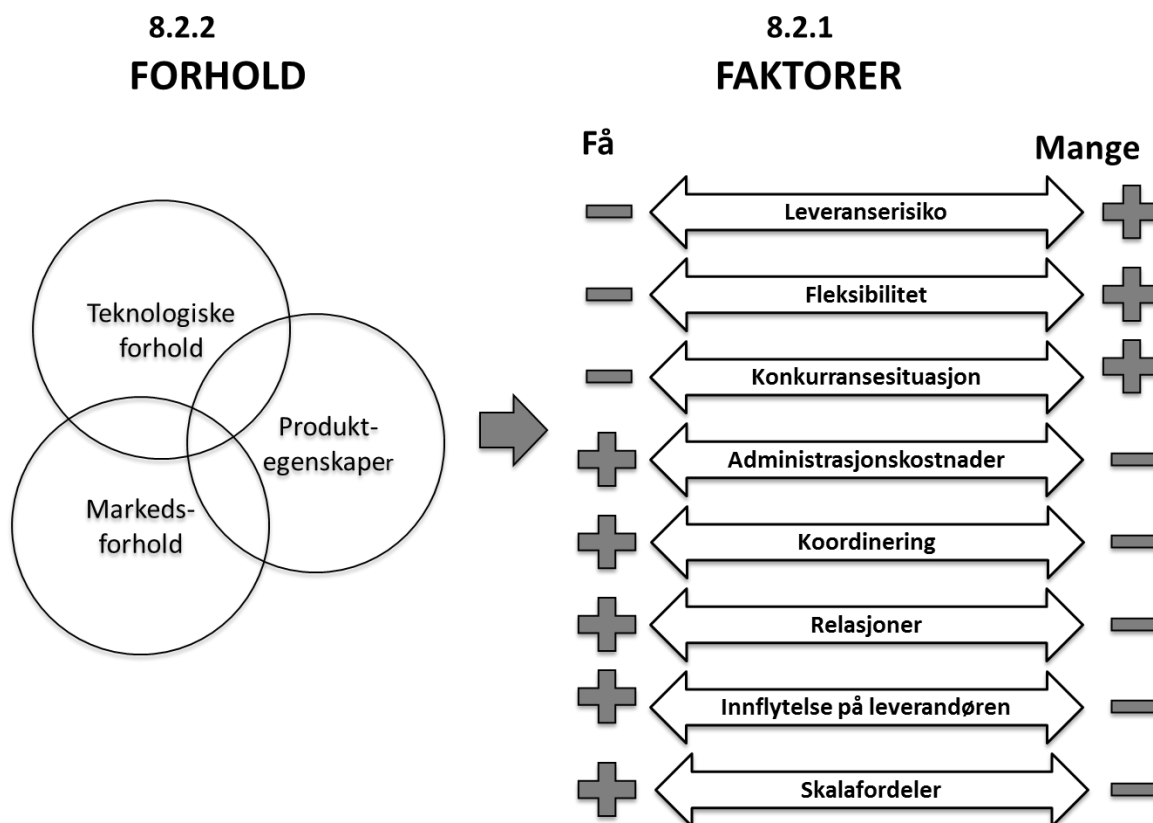 8.2.2
FORHOLD
Teknologiske
forhold
Produkt-
egenskaper
Markeds-
forhold
8.2.1
FAKTORER
Få
Mange
Leveranserisiko
Fleksibilitet
Konkurransesituasjon
Administrasjonskostnader
Koordinering
Relasjoner
Innflytelse på leverandøren
Skalafordeler